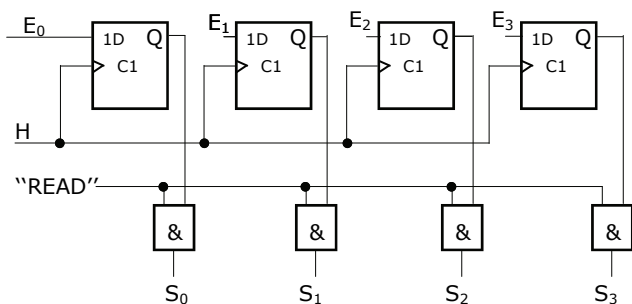 E₀ E₁ E₂ E₃
1D Q 1D Q 1D Q 1D Q
C1 C1 C1 C1
H
"READ"
& & & &
S₀ S₁ S₂ S₃